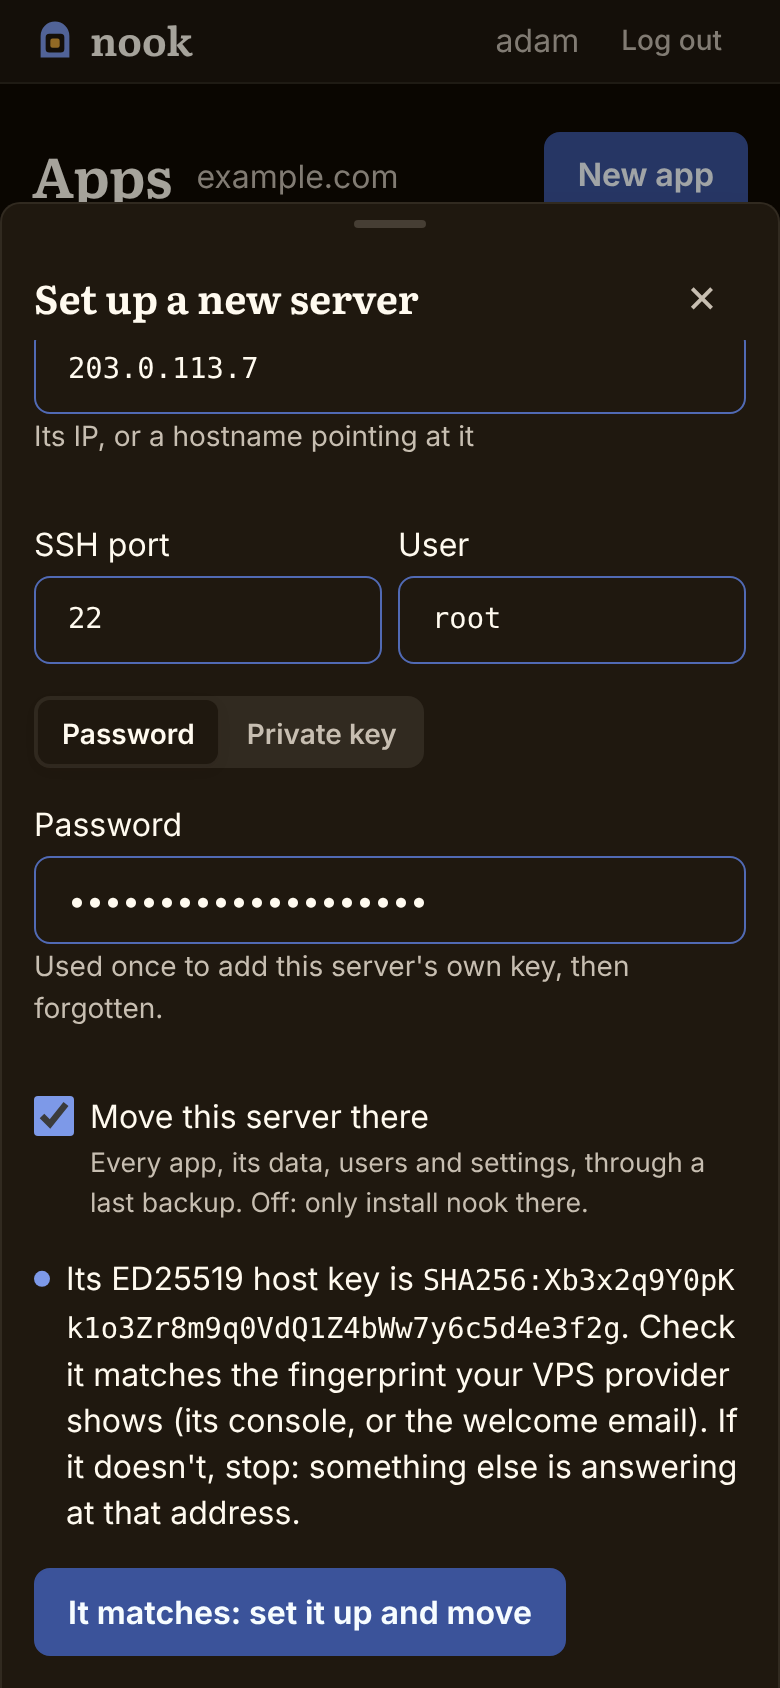 nook
adam
Log out
Apps
example.com
New app
Set up a new server
203.0.113.7
Its IP, or a hostname pointing at it
SSH port
User
22
root
Password
Private key
Password
Used once to add this server's own key, then
forgotten.
Move this server there
Every app, its data, users and settings, through a
last backup. Off: only install nook there.
Its ED25519 host key is SHA256:Xb3x2q9Y0pK
k1o3Zr8m9q0VdQ1Z4bWw7y6c5d4e3f2g. Check
it matches the fingerprint your VPS provider
shows (its console, or the welcome email). If
it doesn't, stop: something else is answering
at that address.
It matches: set it up and move